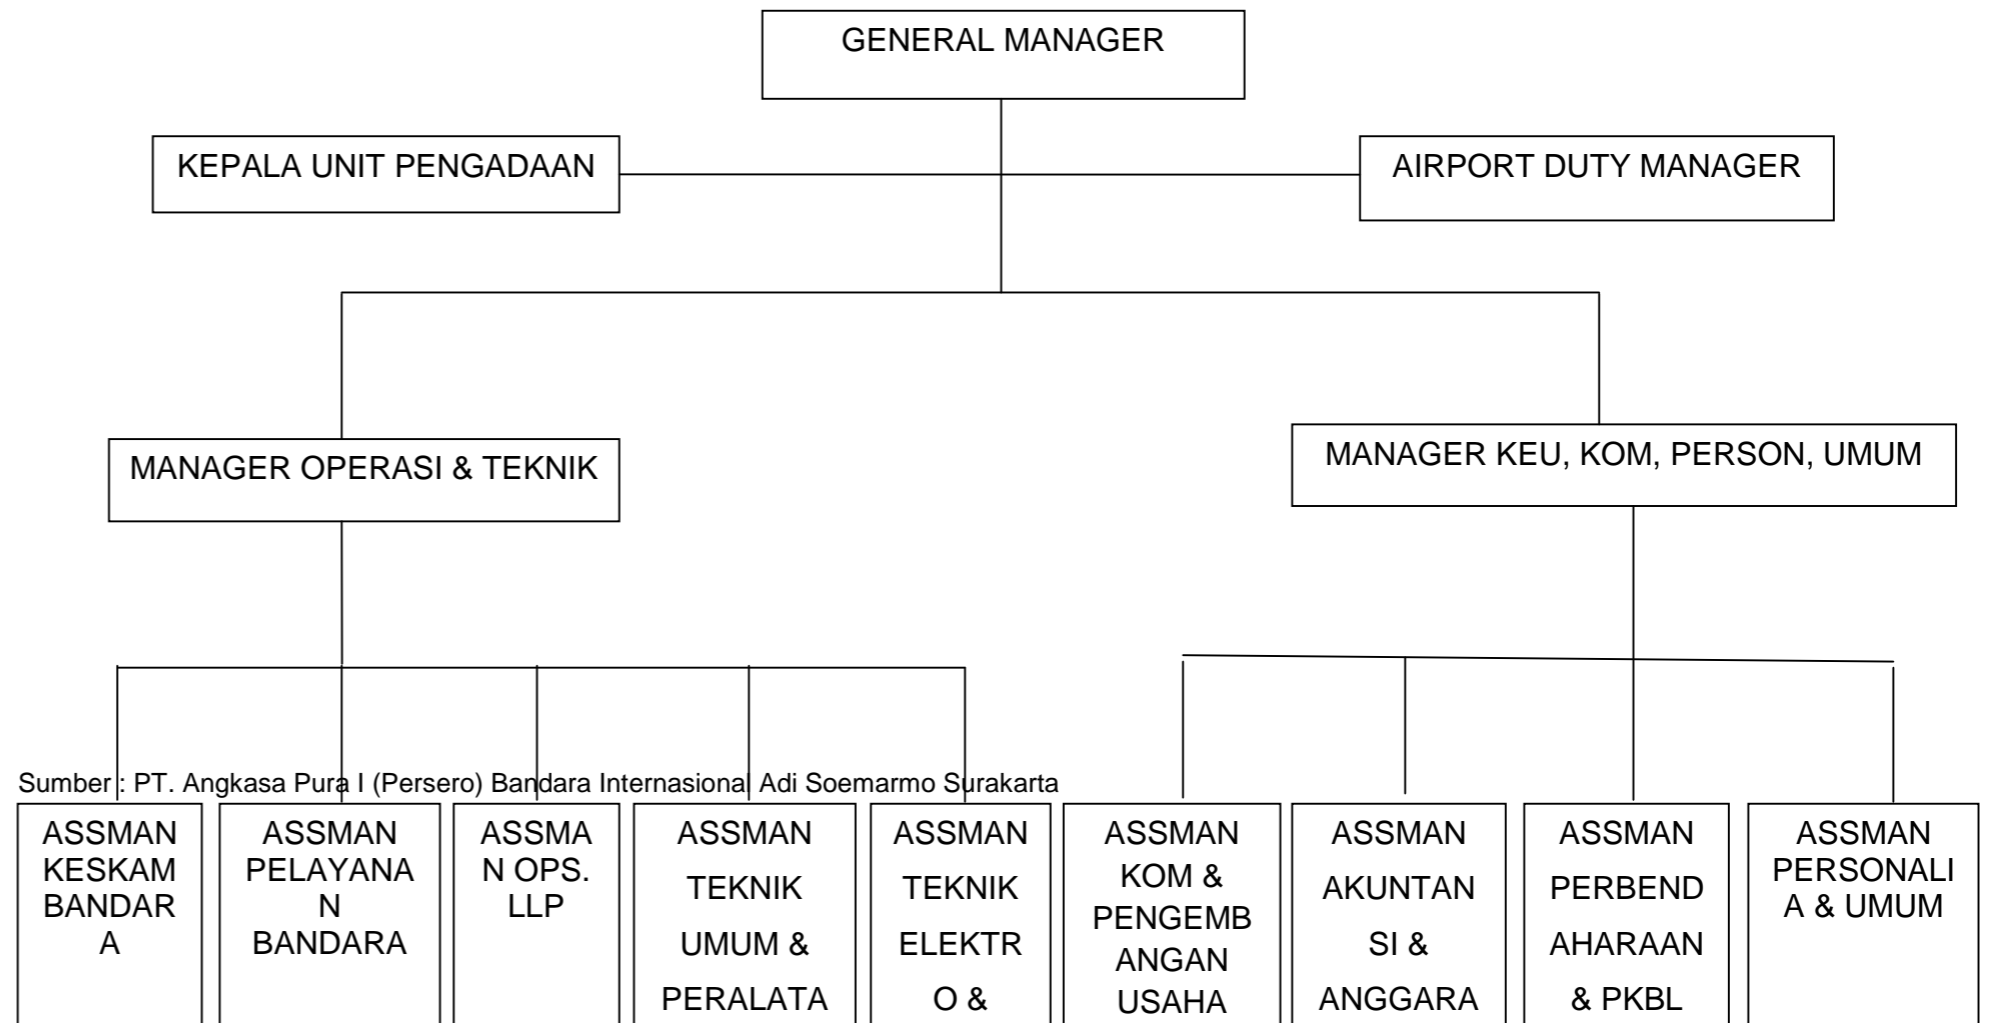 GENERAL MANAGER
KEPALA UNIT PENGADAAN
AIRPORT DUTY MANAGER
MANAGER OPERASI & TEKNIK
MANAGER KEU, KOM, PERSON, UMUM
Sumber : PT. Angkasa Pura I (Persero) Bandara Internasional Adi Soemarmo Surakarta
ASSMAN
KESKAM
BANDAR
A
ASSMAN
PELAYANA
N
BANDARA
ASSMA
N OPS.
LLP
ASSMAN
TEKNIK
UMUM &
PERALATA
ASSMAN
TEKNIK
ELEKTR
O &
ASSMAN
KOM &
PENGEMB
ANGAN
USAHA
ASSMAN
AKUNTAN
SI &
ANGGARA
ASSMAN
PERBEND
AHARAAN
& PKBL
ASSMAN
PERSONALI
A & UMUM